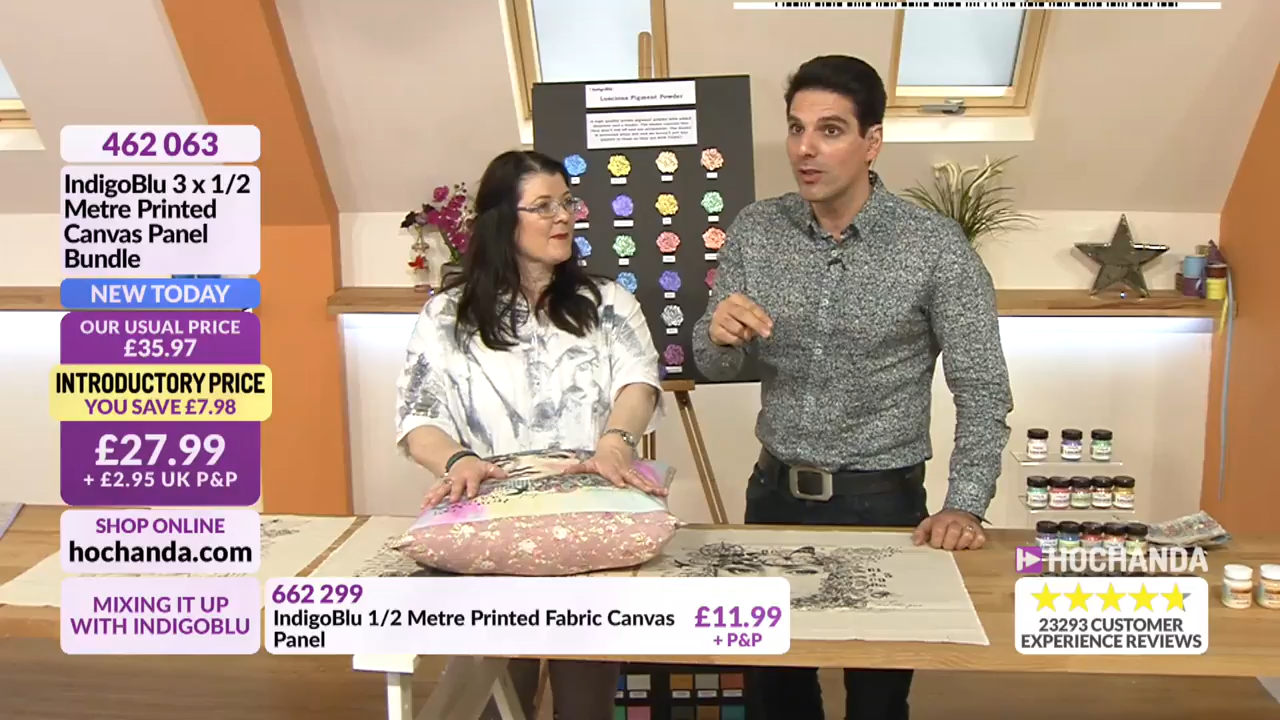 462 063
IndigoBlu 3 x 1/2
Metre Printed
Canvas Panel
Bundle
NEW TODAY
OUR USUAL PRICE
£35.97
INTRODUCTORY PRICE
YOU SAVE £7.98
£27.99
+ £2.95 UK P&P
SHOP ONLINE
hochanda.com
MIXING IT UP
WITH INDIGOBLU
662 299
IndigoBlu 1/2 Metre Printed Fabric Canvas
Panel
£11.99
+ P&P
Luscious Pigment Powder
HOCHANDA
23293 CUSTOMER
EXPERIENCE REVIEWS